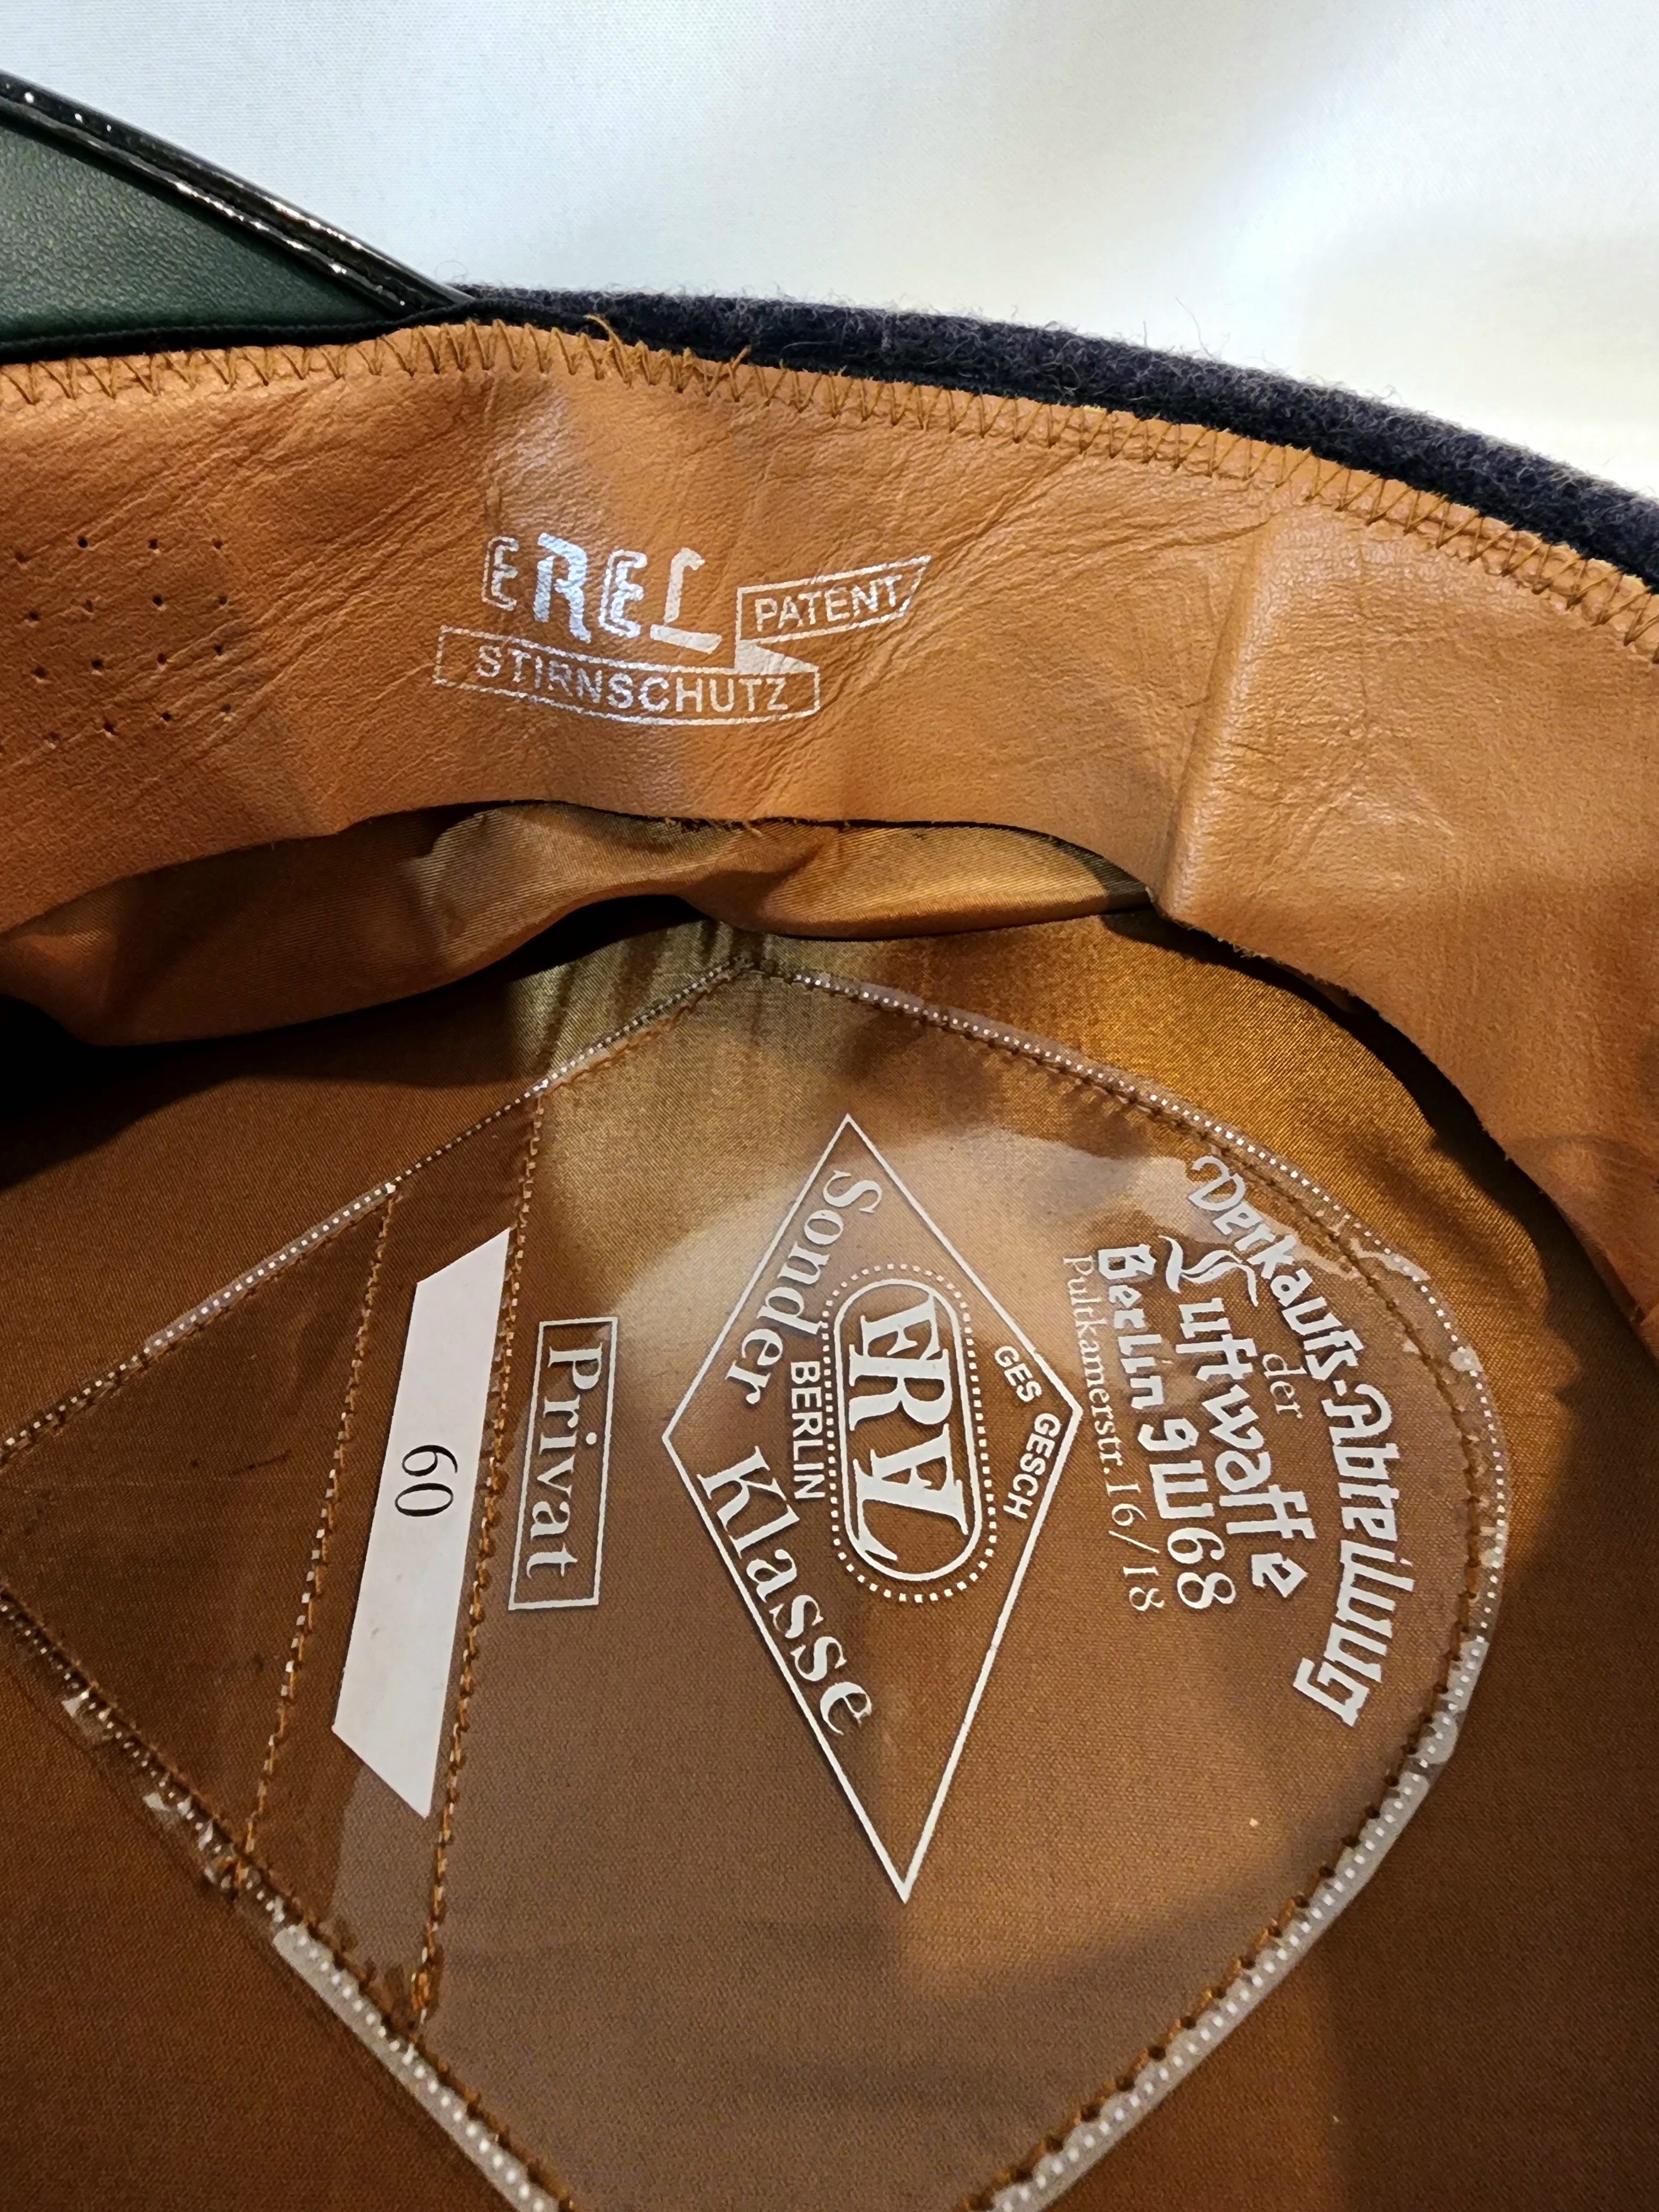 EREL
PATENT
STIRNSCHUTZ
Verkaufs-Abteilung
der
Luftwaffe
Berlin SW68
Pultkamerstr.16/18
GES GESCH
EREL
BERLIN
Sonder Klasse
Privat
60